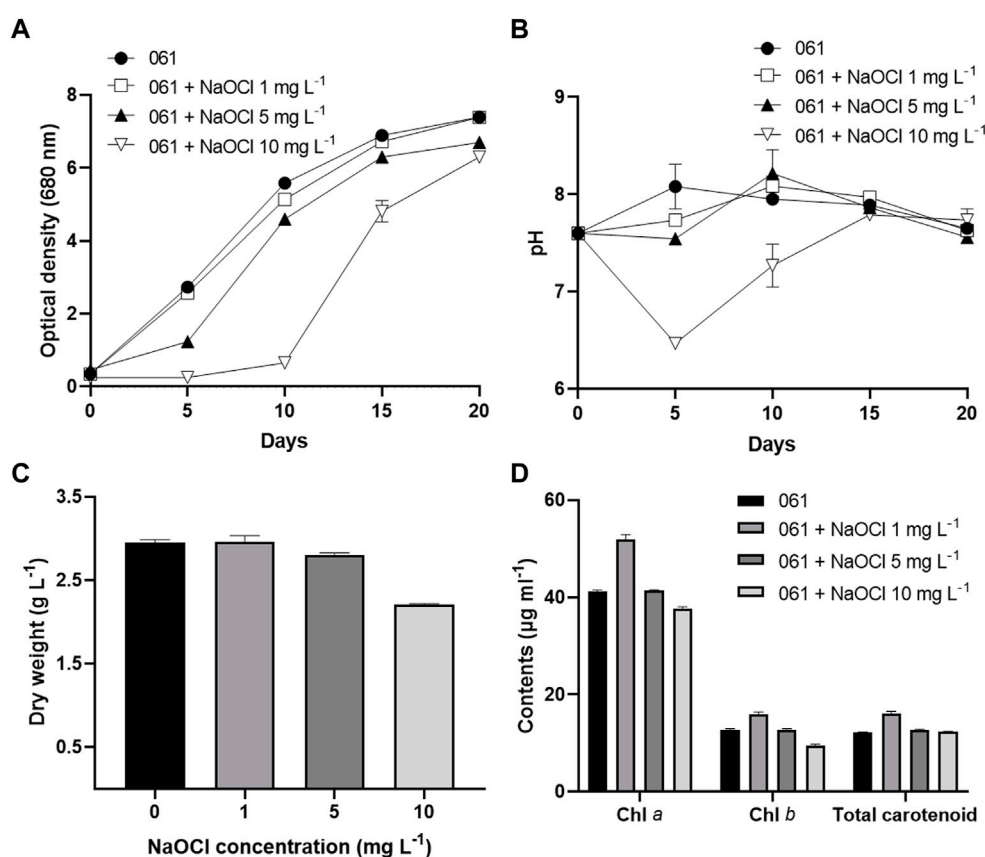 A
061
061 + NaOCl 1 mg L-1
061 + NaOCl 5 mg L-1
061 + NaOCl 10 mg L-1
Optical density (680 nm)
8
6
4
2
0
0 5 10 15 20
Days
B
061
061 + NaOCl 1 mg L-1
061 + NaOCl 5 mg L-1
061 + NaOCl 10 mg L-1
pH
9
8
7
6
0 5 10 15 20
Days
C
Dry weight (g L-1)
3.5
2.5
1.5
0.5
0 1 5 10
NaOCl concentration (mg L-1)
D
061
061 + NaOCl 1 mg L-1
061 + NaOCl 5 mg L-1
061 + NaOCl 10 mg L-1
Contents (µg ml-1)
60
40
20
0
Chl a Chl b Total carotenoid